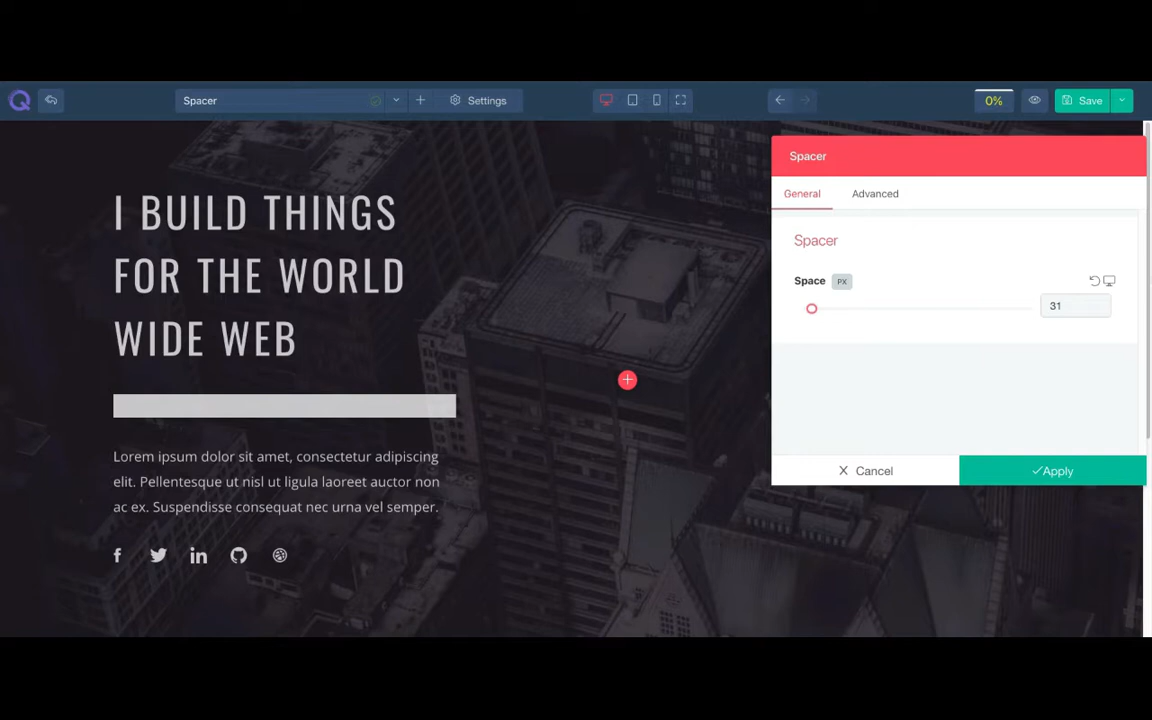 Spacer
Settings
0%
Save
I BUILD THINGS
FOR THE WORLD
WIDE WEB
Lorem ipsum dolor sit amet, consectetur adipiscing
elit. Pellentesque ut nisl ut ligula laoreet auctor non
ac ex. Suspendisse consequat nec urna vel semper.
Spacer
General Advanced
Spacer
Space PX
31
Cancel Apply